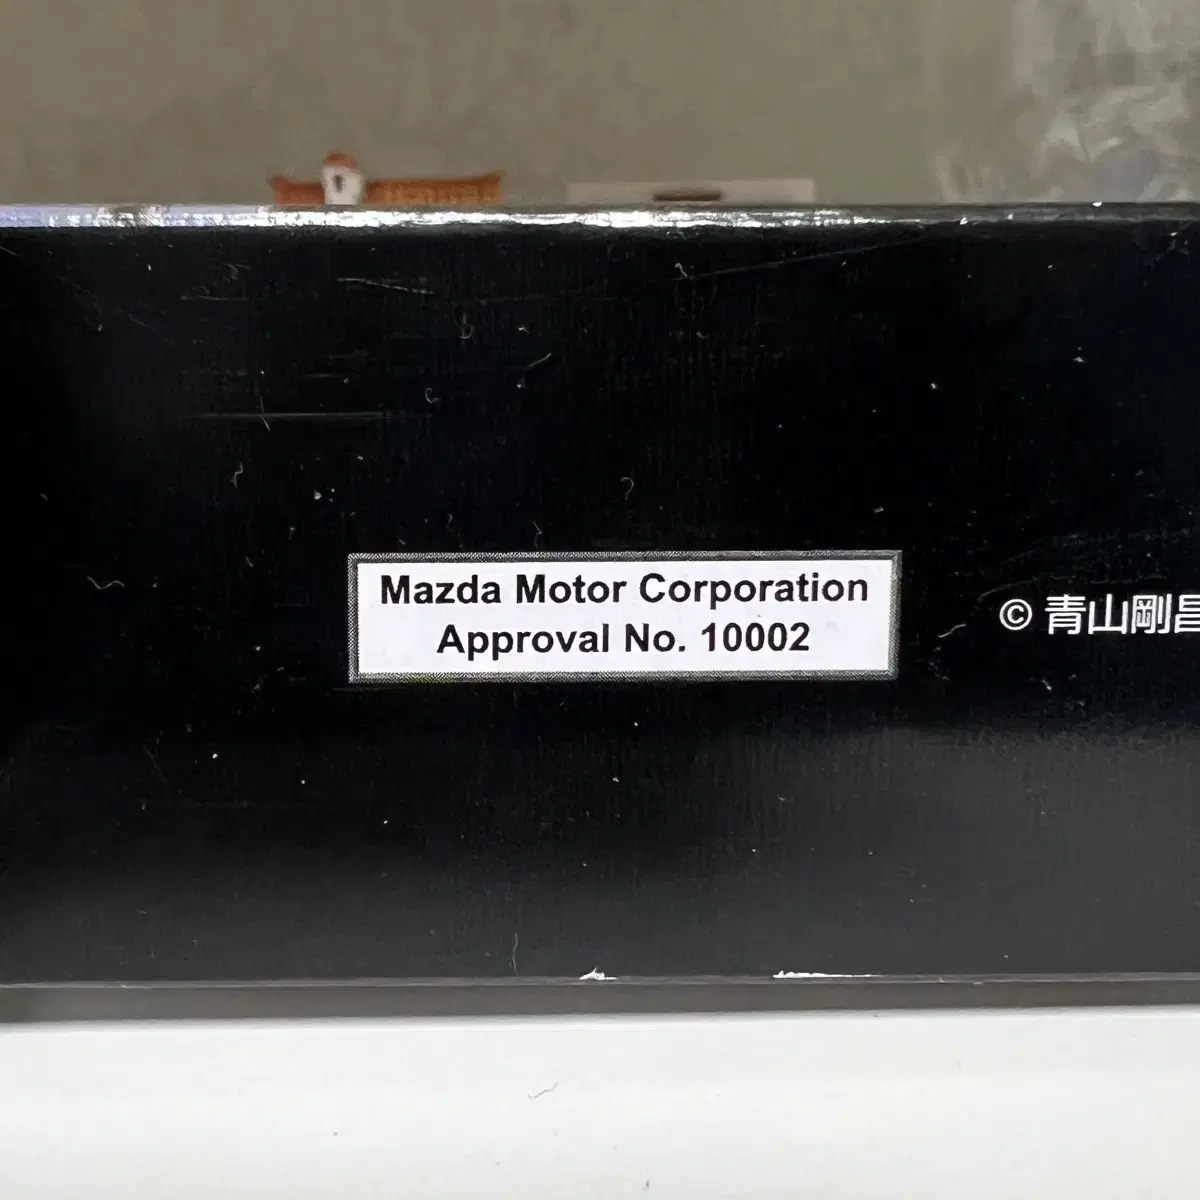 Mazda Motor Corporation
Approval No. 10002
© 青山剛昌